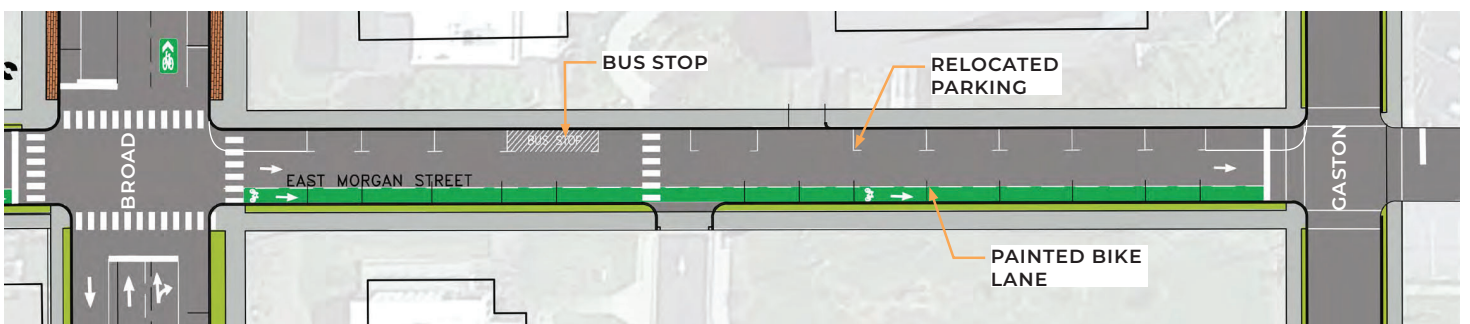 BUS STOP
RELOCATED
PARKING
BUS STOP
BROAD
EAST MORGAN STREET
GASTON
PAINTED BIKE
LANE